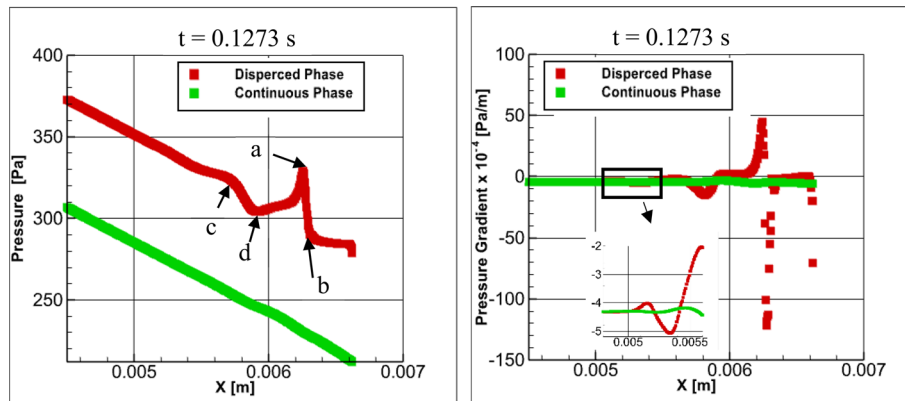 t = 0.1273 s
400
350
300
250
Pressure [Pa]
Disperced Phase
Continuous Phase
a
c
d
b
0.005
0.006
0.007
X [m]
t = 0.1273 s
100
50
0
-50
-100
-150
Pressure Gradient x 10⁻⁴ [Pa/m]
Disperced Phase
Continuous Phase
-2
-3
-4
-5
0.005
0.0055
0.005
0.006
0.007
X [m]